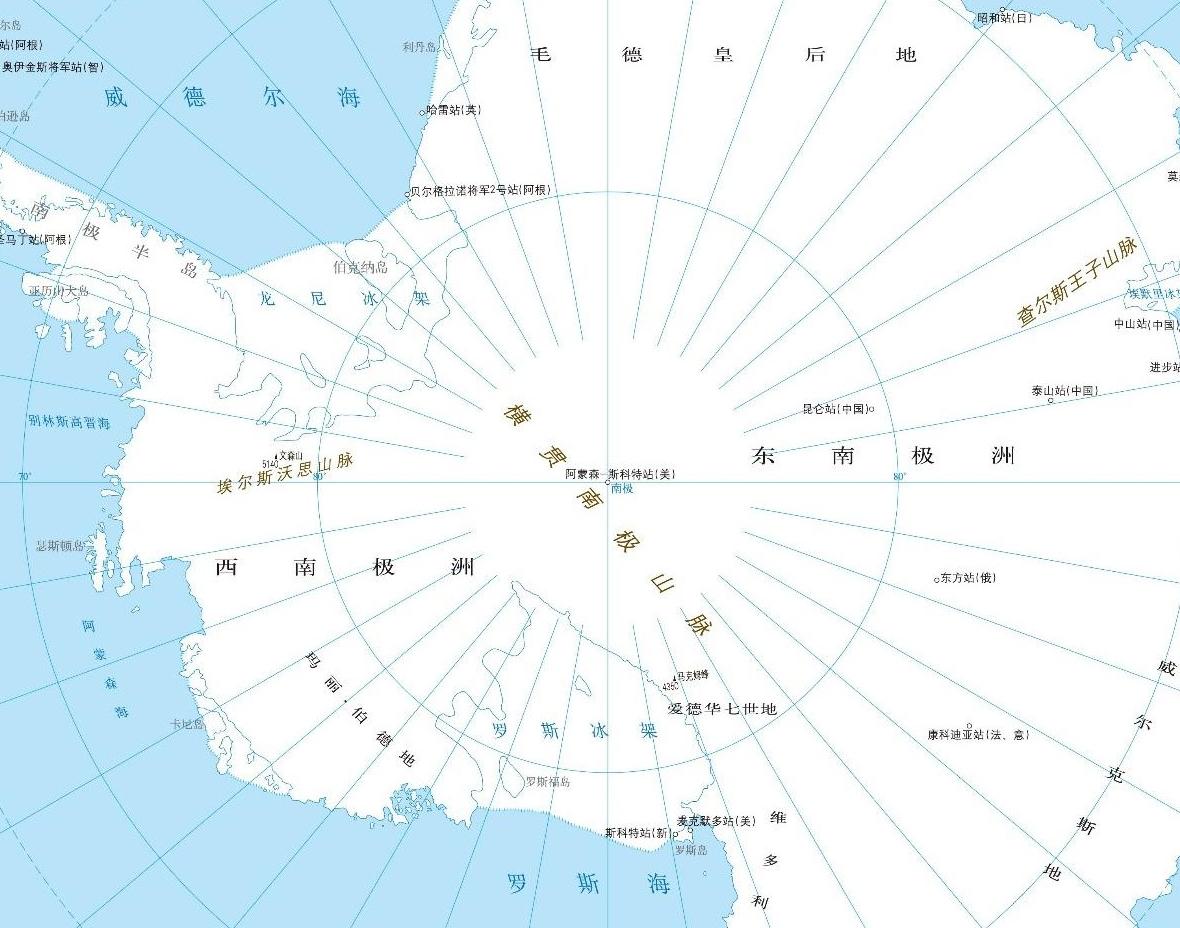 昭和站(日)
尔岛
站(阿根)
利丹岛
毛德皇后地
奥伊金斯将军站(智)
威德尔海
哈雷站(英)
伯逊岛
莫
贝尔格拉诺将军2号站(阿根)
南极半岛
圣马丁站(阿根)
查尔斯王子山脉
伯克纳岛
亚历山大岛
龙尼冰架
埃默里冰架
中山站(中国)
进步站
泰山站(中国)
昆仑站(中国)
横贯南极山脉
别林斯高晋海
文森山
5140
埃尔斯沃思山脉
东南极洲
阿蒙森—斯科特站(美)
南极
70°
80°
80°
瑟斯顿岛
西南极洲
东方站(俄)
阿蒙森海
玛丽·伯德地
威尔克斯地
马克姆峰
4350
爱德华七世地
卡尼岛
罗斯冰架
康科迪亚站(法、意)
罗斯福岛
麦克默多站(美)
斯科特站(新)
罗斯岛
维多利
罗斯海